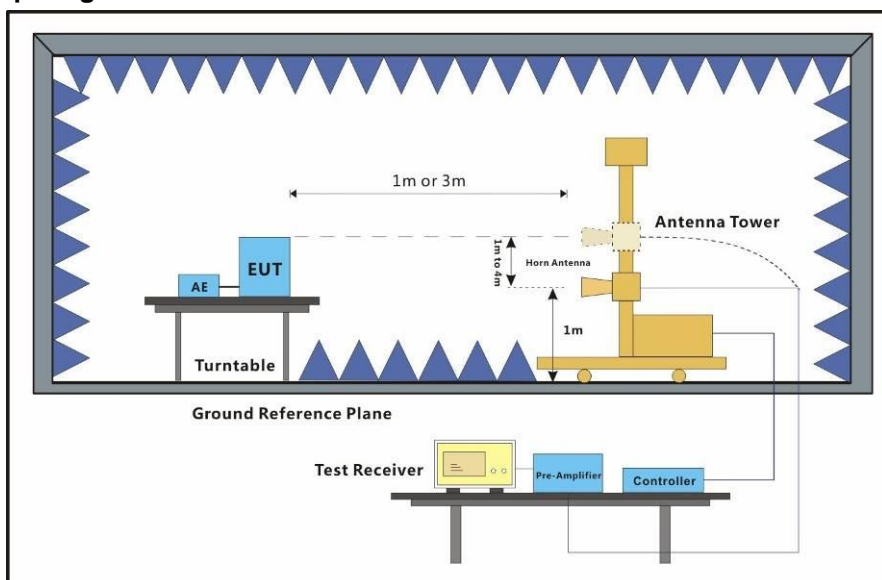 1m or 3m
Antenna Tower
1m to 4m
Horn Antenna
EUT
AE
1m
Turntable
Ground Reference Plane
Test Receiver
Pre-Amplifier
Controller